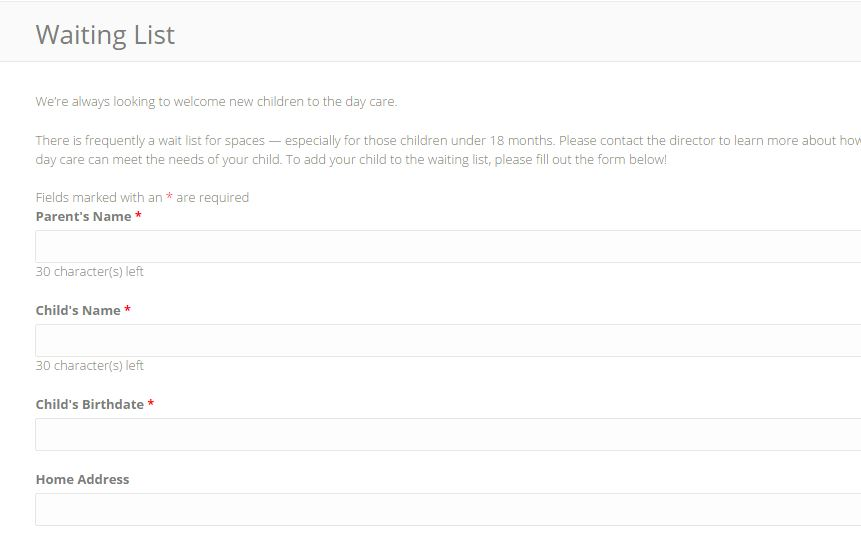 Waiting List
We're always looking to welcome new children to the day care.
There is frequently a wait list for spaces — especially for those children under 18 months. Please contact the director to learn more about how
day care can meet the needs of your child. To add your child to the waiting list, please fill out the form below!
Fields marked with an * are required
Parent's Name *
30 character(s) left
Child's Name *
30 character(s) left
Child's Birthdate *
Home Address